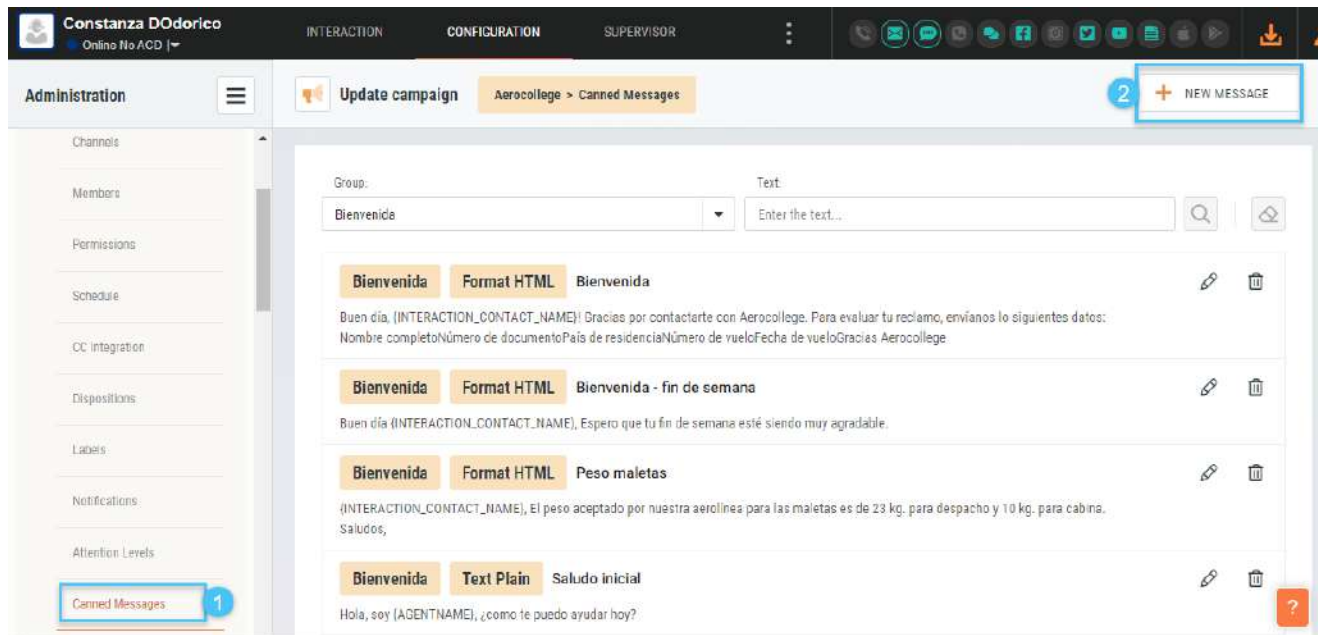 Constanza DOdorico
Onlino No ACD
INTERACTION
CONFIGURATION
SUPERVISOR
Administration
Update campaign
Aerocollege > Canned Messages
2
+ NEW MESSAGE
Channels
Members
Permissions
Schedule
CC Integration
Dispositions
Labels
Notifications
Attention Levels
Canned Messages
1
Group:
Text:
Bienvenida
Enter the text...
Bienvenida Format HTML Bienvenida
Buen día, {INTERACTION_CONTACT_NAME}! Gracias por contactarte con Aerocollege. Para evaluar tu reclamo, envíanos lo siguientes datos:
Nombre completoNúmero de documentoPaís de residenciaNúmero de vueloFecha de vueloGracias Aerocollege
Bienvenida Format HTML Bienvenida - fin de semana
Buen día {INTERACTION_CONTACT_NAME}, Espero que tu fin de semana esté siendo muy agradable.
Bienvenida Format HTML Peso maletas
{INTERACTION_CONTACT_NAME}, El peso aceptado por nuestra aerolínea para las maletas es de 23 kg. para despacho y 10 kg. para cabina.
Saludos,
Bienvenida Text Plain Saludo inicial
Hola, soy {AGENTNAME}, ¿como te puedo ayudar hoy?
?